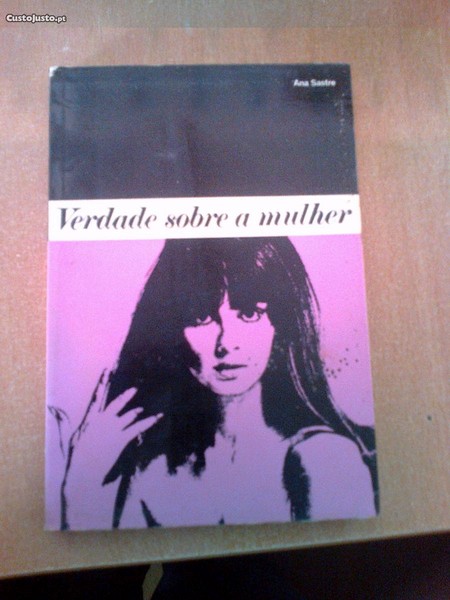 CustoJusto.pt
Ana Sastre
Verdade sobre a mulher